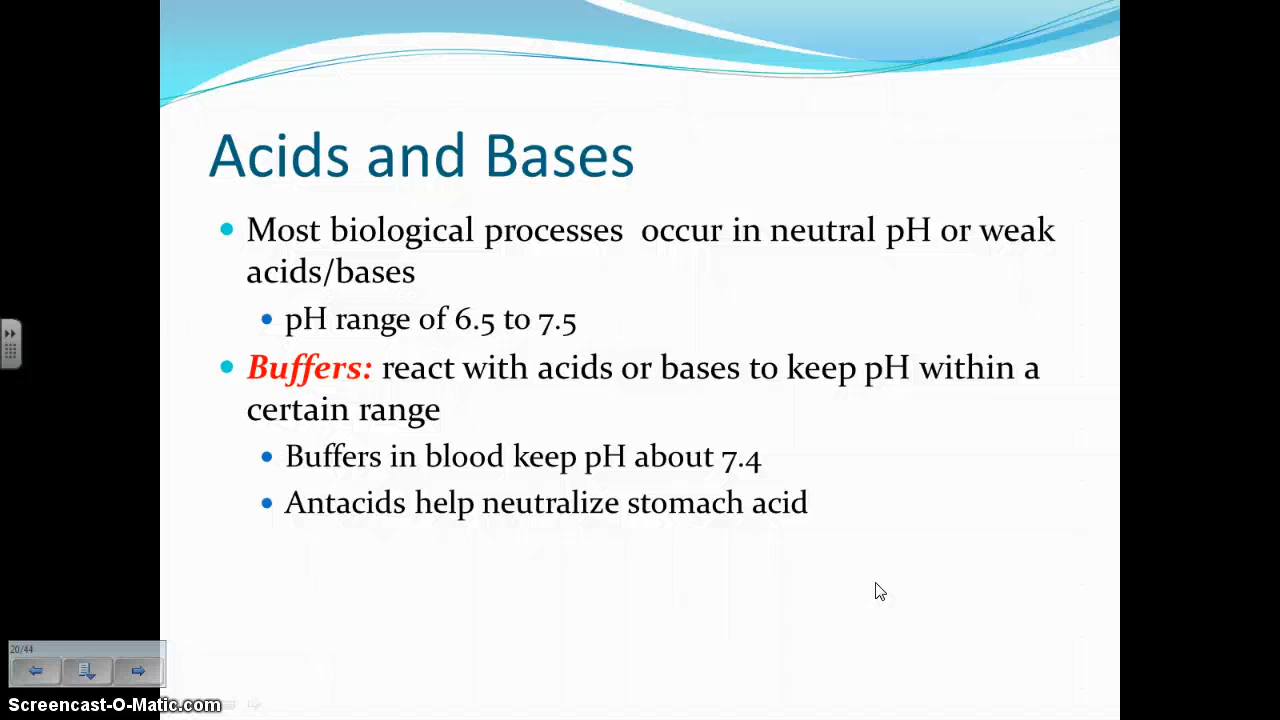 Acids and Bases
Most biological processes occur in neutral pH or weak
acids/bases
pH range of 6.5 to 7.5
Buffers: react with acids or bases to keep pH within a
certain range
Buffers in blood keep pH about 7.4
Antacids help neutralize stomach acid
20/44
Screencast-O-Matic.com